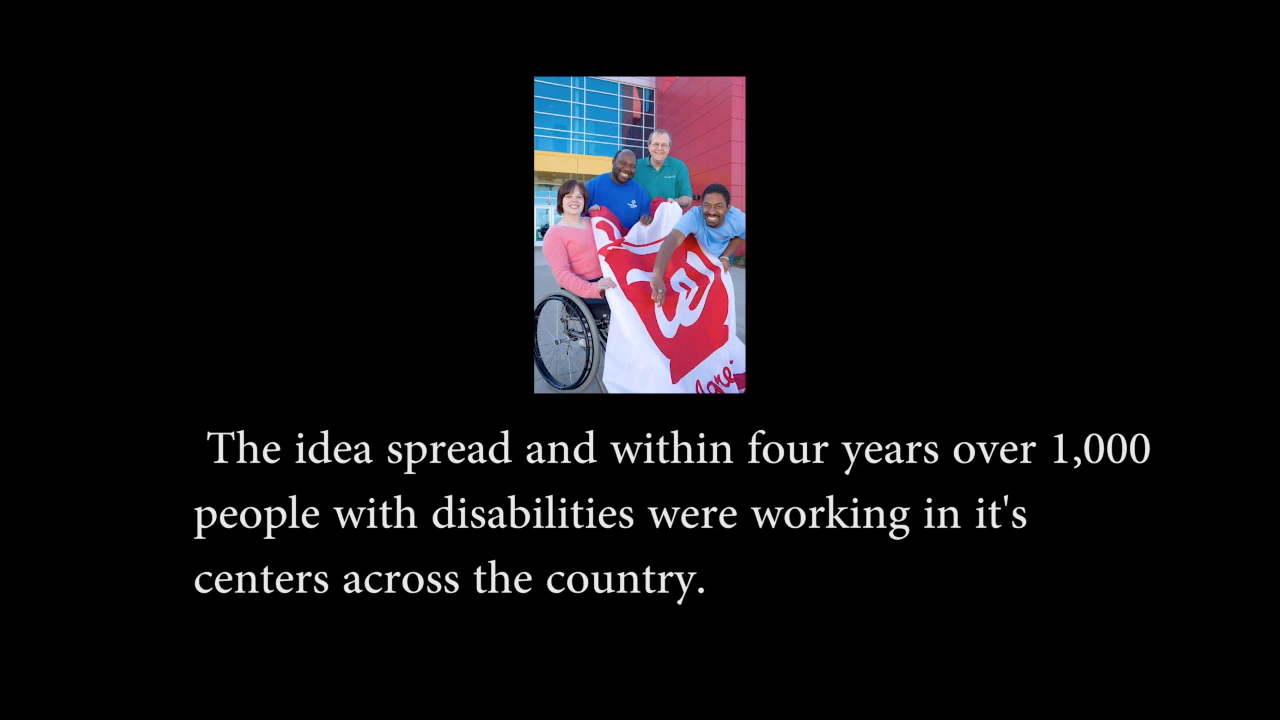 The idea spread and within four years over 1,000
people with disabilities were working in it's
centers across the country.